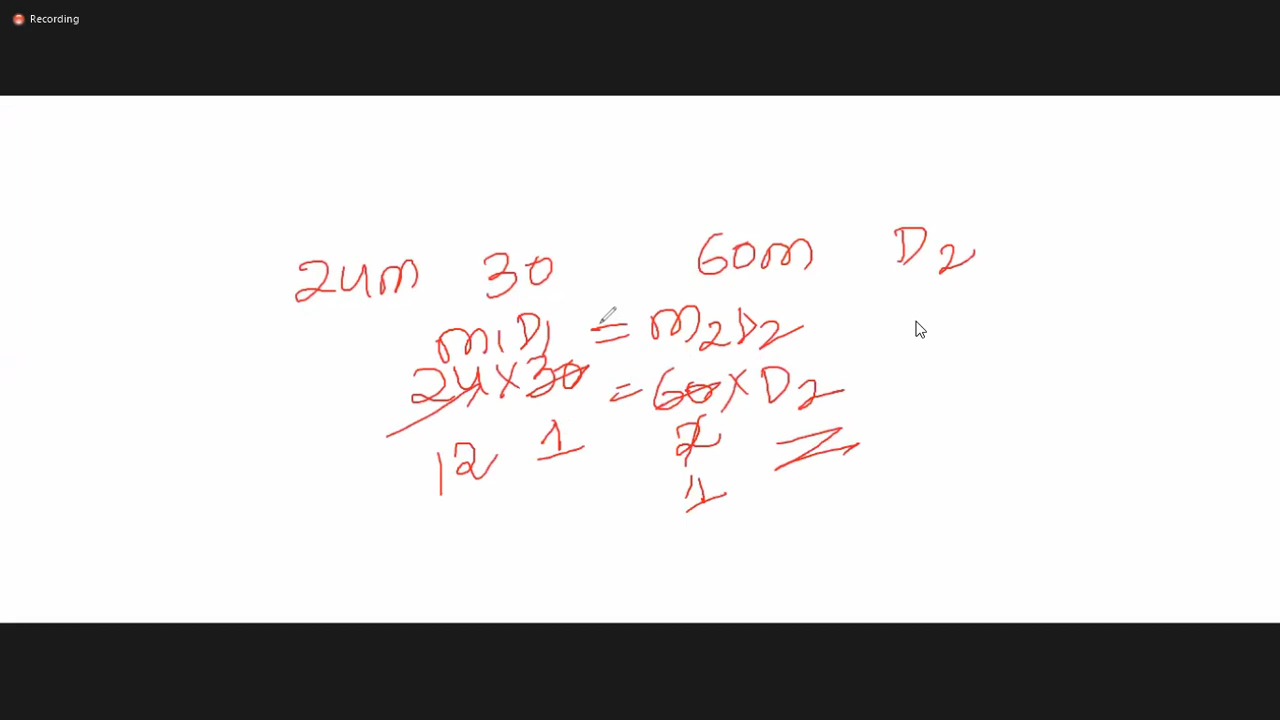 Recording
24m 30 60m D2
m1D1 = m2D2
24 x 30 = 60 x D2
12 1 2
1